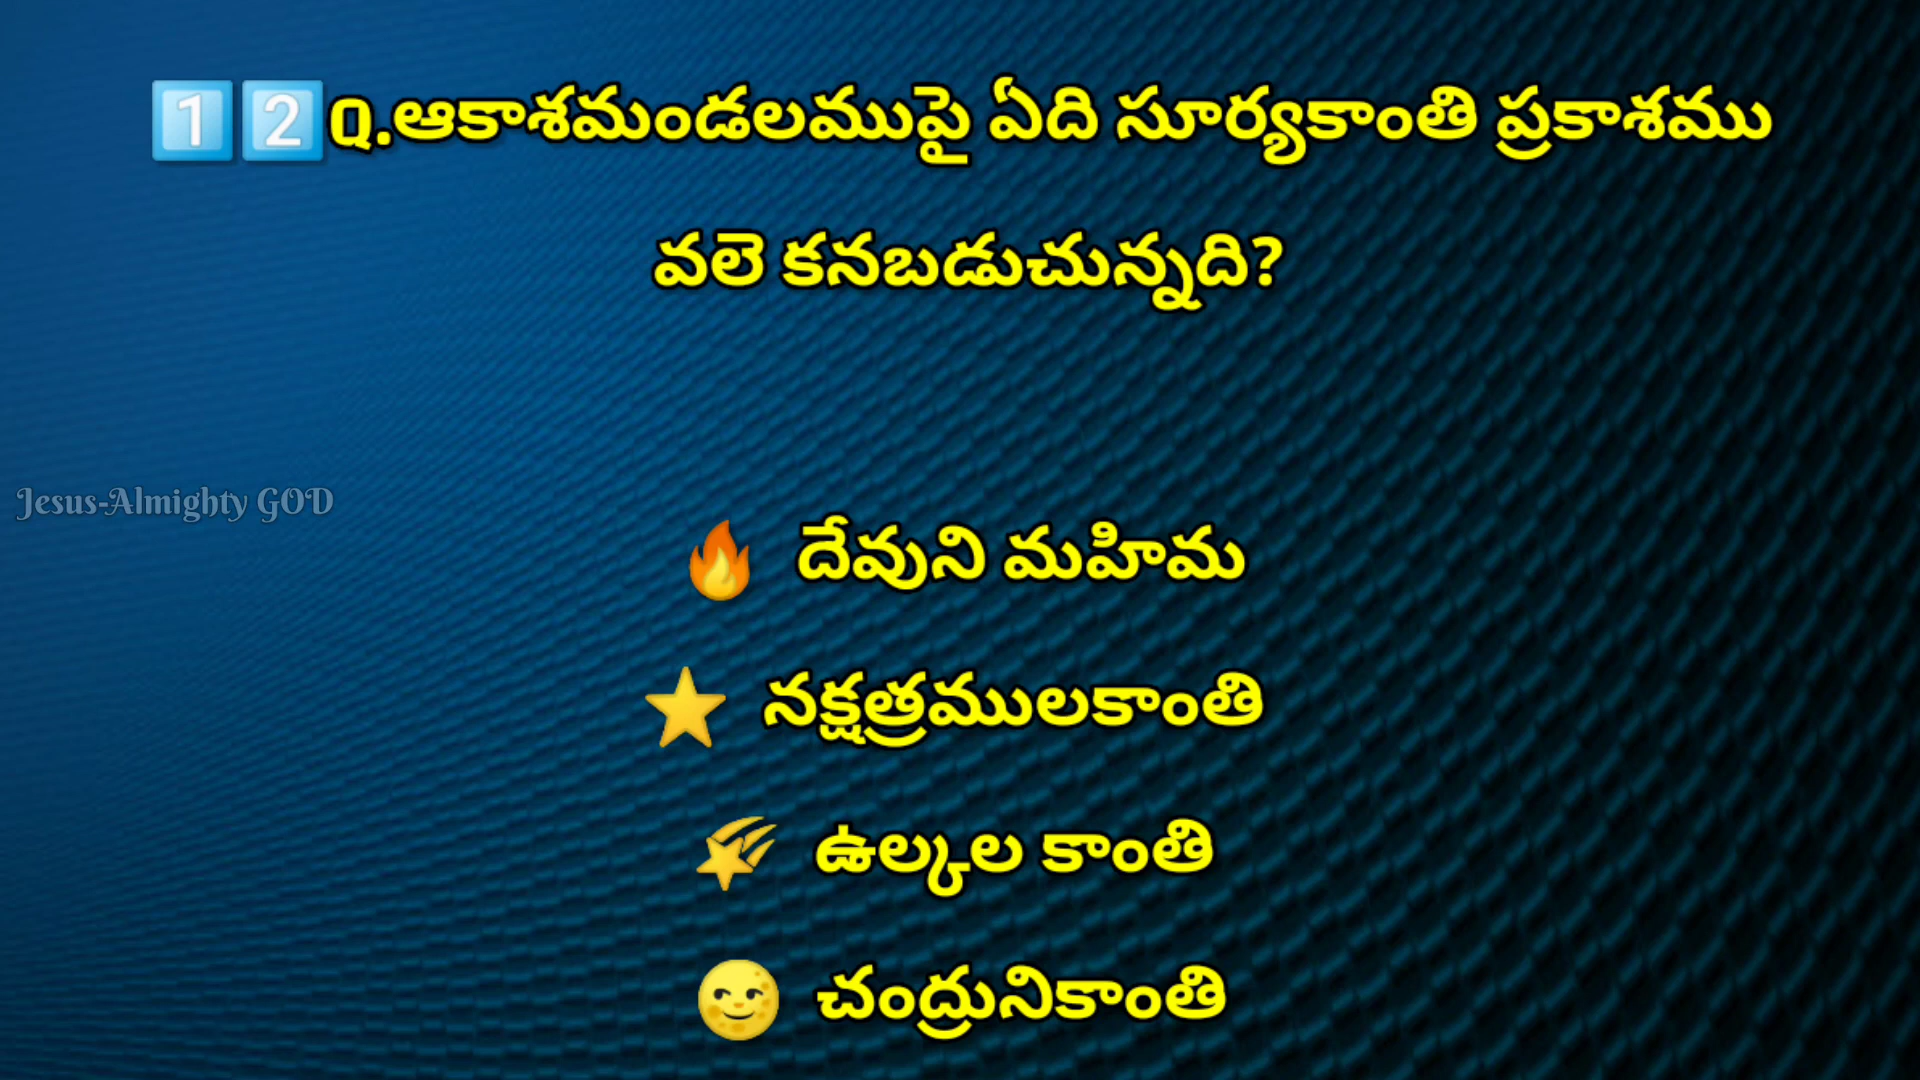 1️⃣2️⃣Q.ఆకాశమండలముపై ఏది సూర్యకాంతి ప్రకాశము
వలె కనబడుచున్నది?
Jesus-Almighty GOD
🔥 దేవుని మహిమ
⭐ నక్షత్రములకాంతి
🌠 ఉల్కల కాంతి
🌝 చంద్రునికాంతి